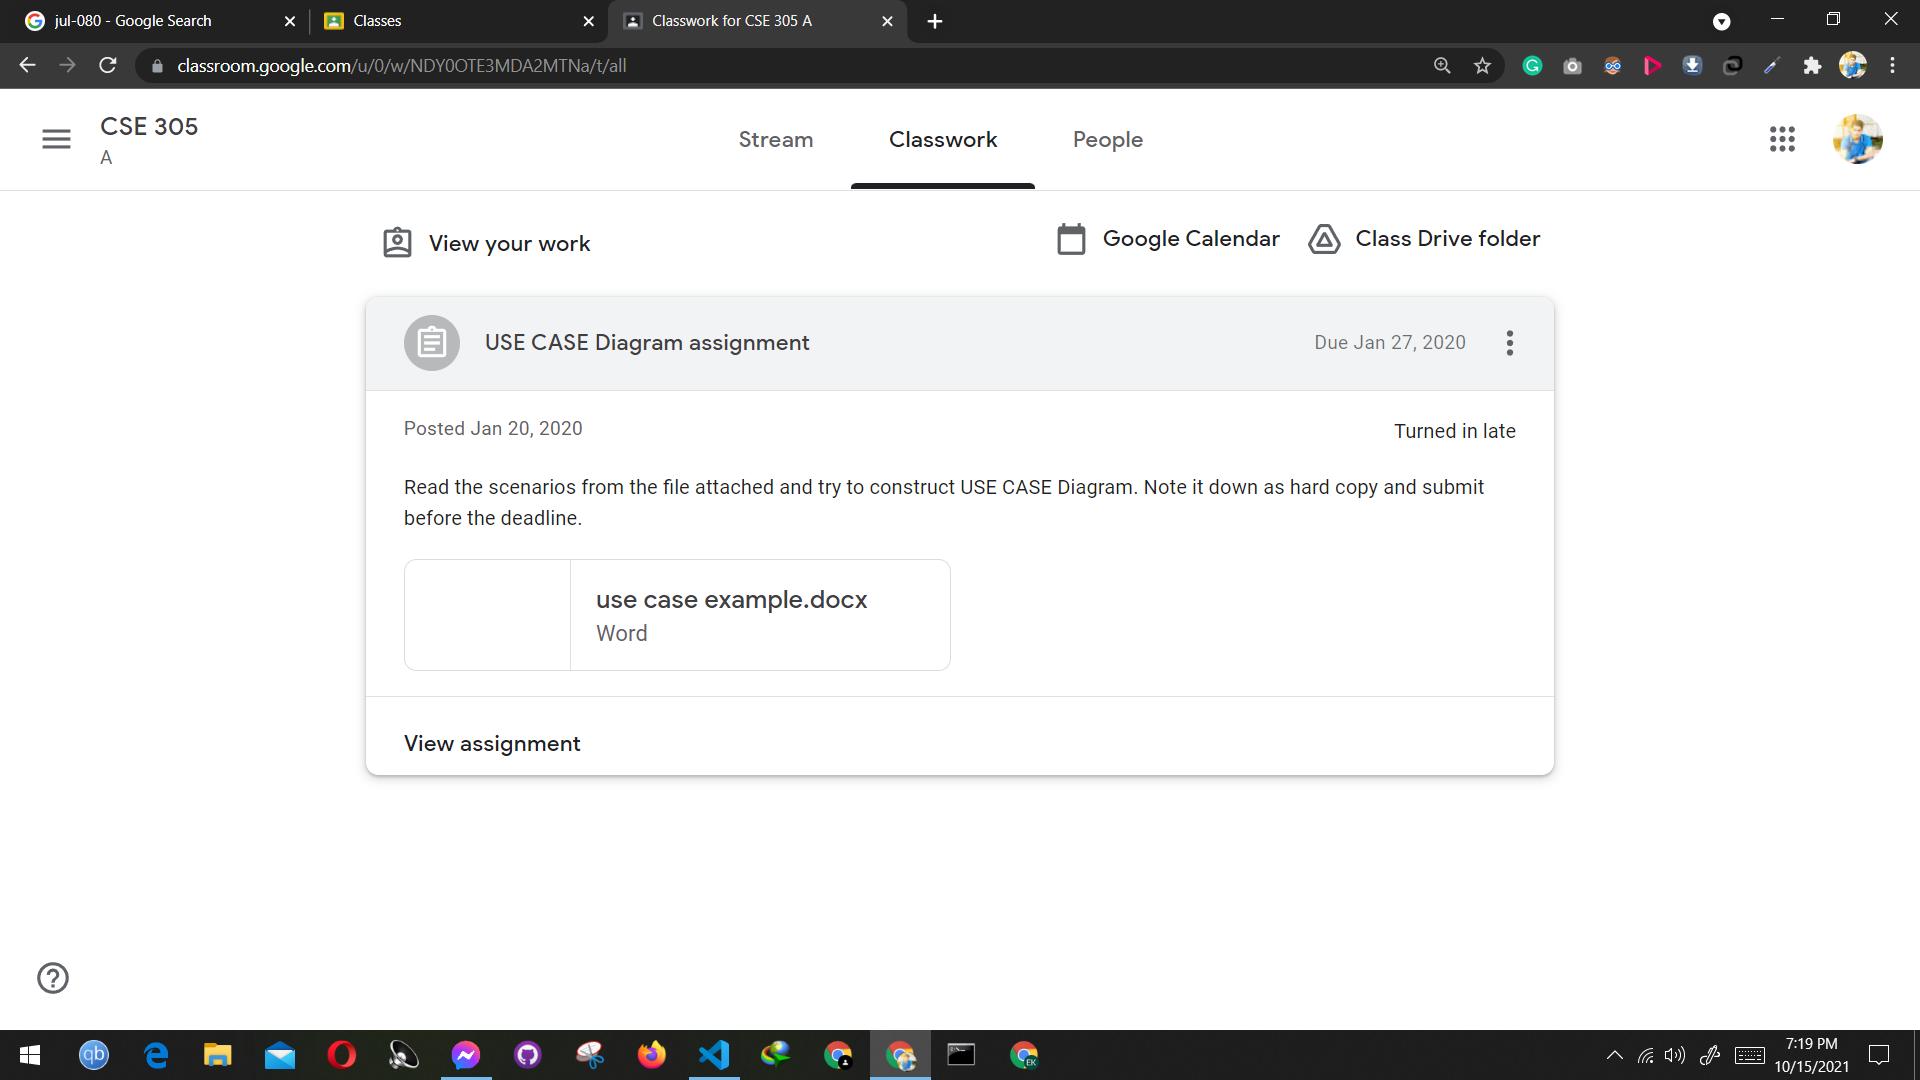 jul-080 - Google Search
Classes
Classwork for CSE 305 A
classroom.google.com/u/0/w/NDY0OTE3MDA2MTNa/t/all
CSE 305
A
Stream
Classwork
People
View your work
Google Calendar
Class Drive folder
USE CASE Diagram assignment
Due Jan 27, 2020
Posted Jan 20, 2020
Turned in late
Read the scenarios from the file attached and try to construct USE CASE Diagram. Note it down as hard copy and submit
before the deadline.
use case example.docx
Word
View assignment
qb
EK
7:19 PM
10/15/2021